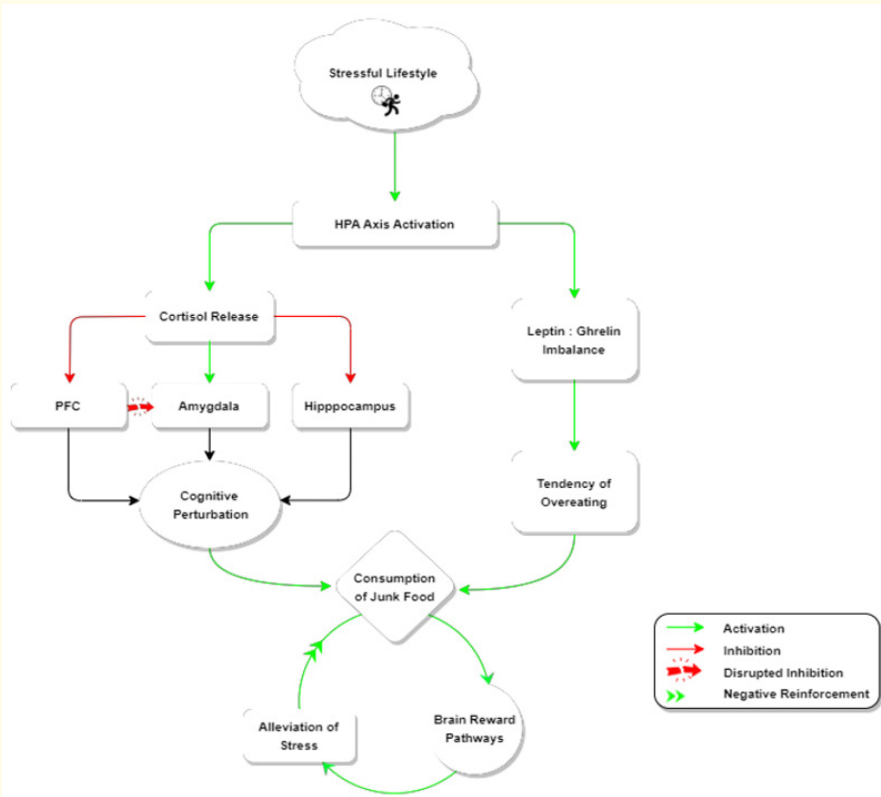 Stressful Lifestyle
HPA Axis Activation
Cortisol Release
Leptin : Ghrelin
Imbalance
PFC
Amygdala
Hipppocampus
Cognitive
Perturbation
Tendency of
Overeating
Consumption
of Junk Food
Alleviation of
Stress
Brain Reward
Pathways
Activation
Inhibition
Disrupted Inhibition
Negative Reinforcement